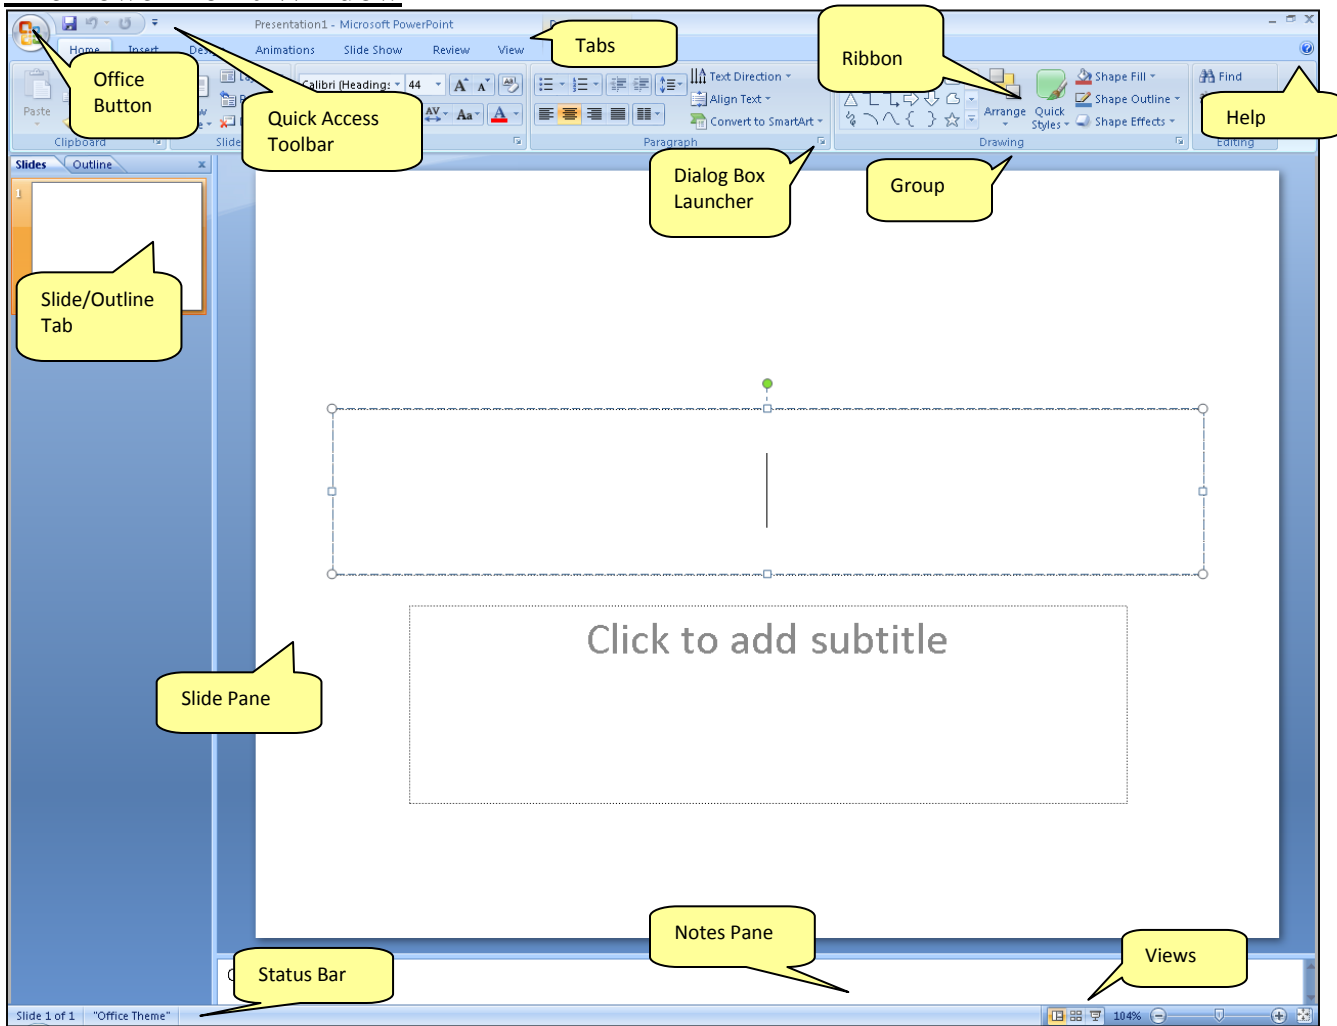 Presentation1 - Microsoft PowerPoint
Home Insert Animations Slide Show Review View
Tabs
Ribbon
Office
Button
Quick Access
Toolbar
Help
Paste
Calibri (Headings 44
Text Direction
Align Text
Convert to SmartArt
Arrange
Quick
Styles
Shape Fill
Shape Outline
Shape Effects
Find
Clipboard
Slide
Paragraph
Drawing
Editing
Slides Outline x
Dialog Box
Launcher
Group
1
Slide/Outline
Tab
Click to add subtitle
Slide Pane
Notes Pane
Views
Status Bar
Slide 1 of 1 "Office Theme" 104%